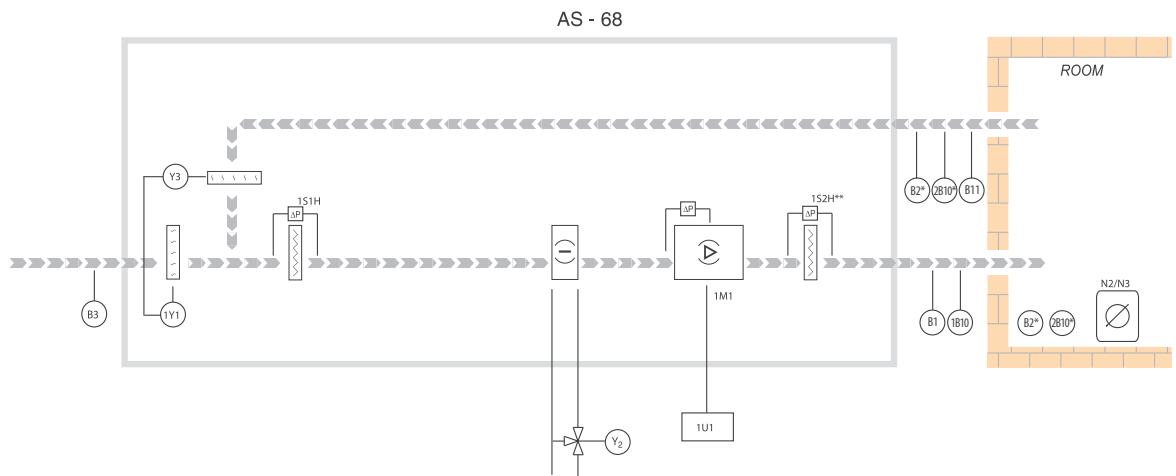 AS - 68
ROOM
Y3
B2*
2B10*
B11
1S1H
ΔP
ΔP
1S2H**
ΔP
1M1
B3
1Y1
B1
1B10
N2/N3
B2*
2B10*
1U1
Y2